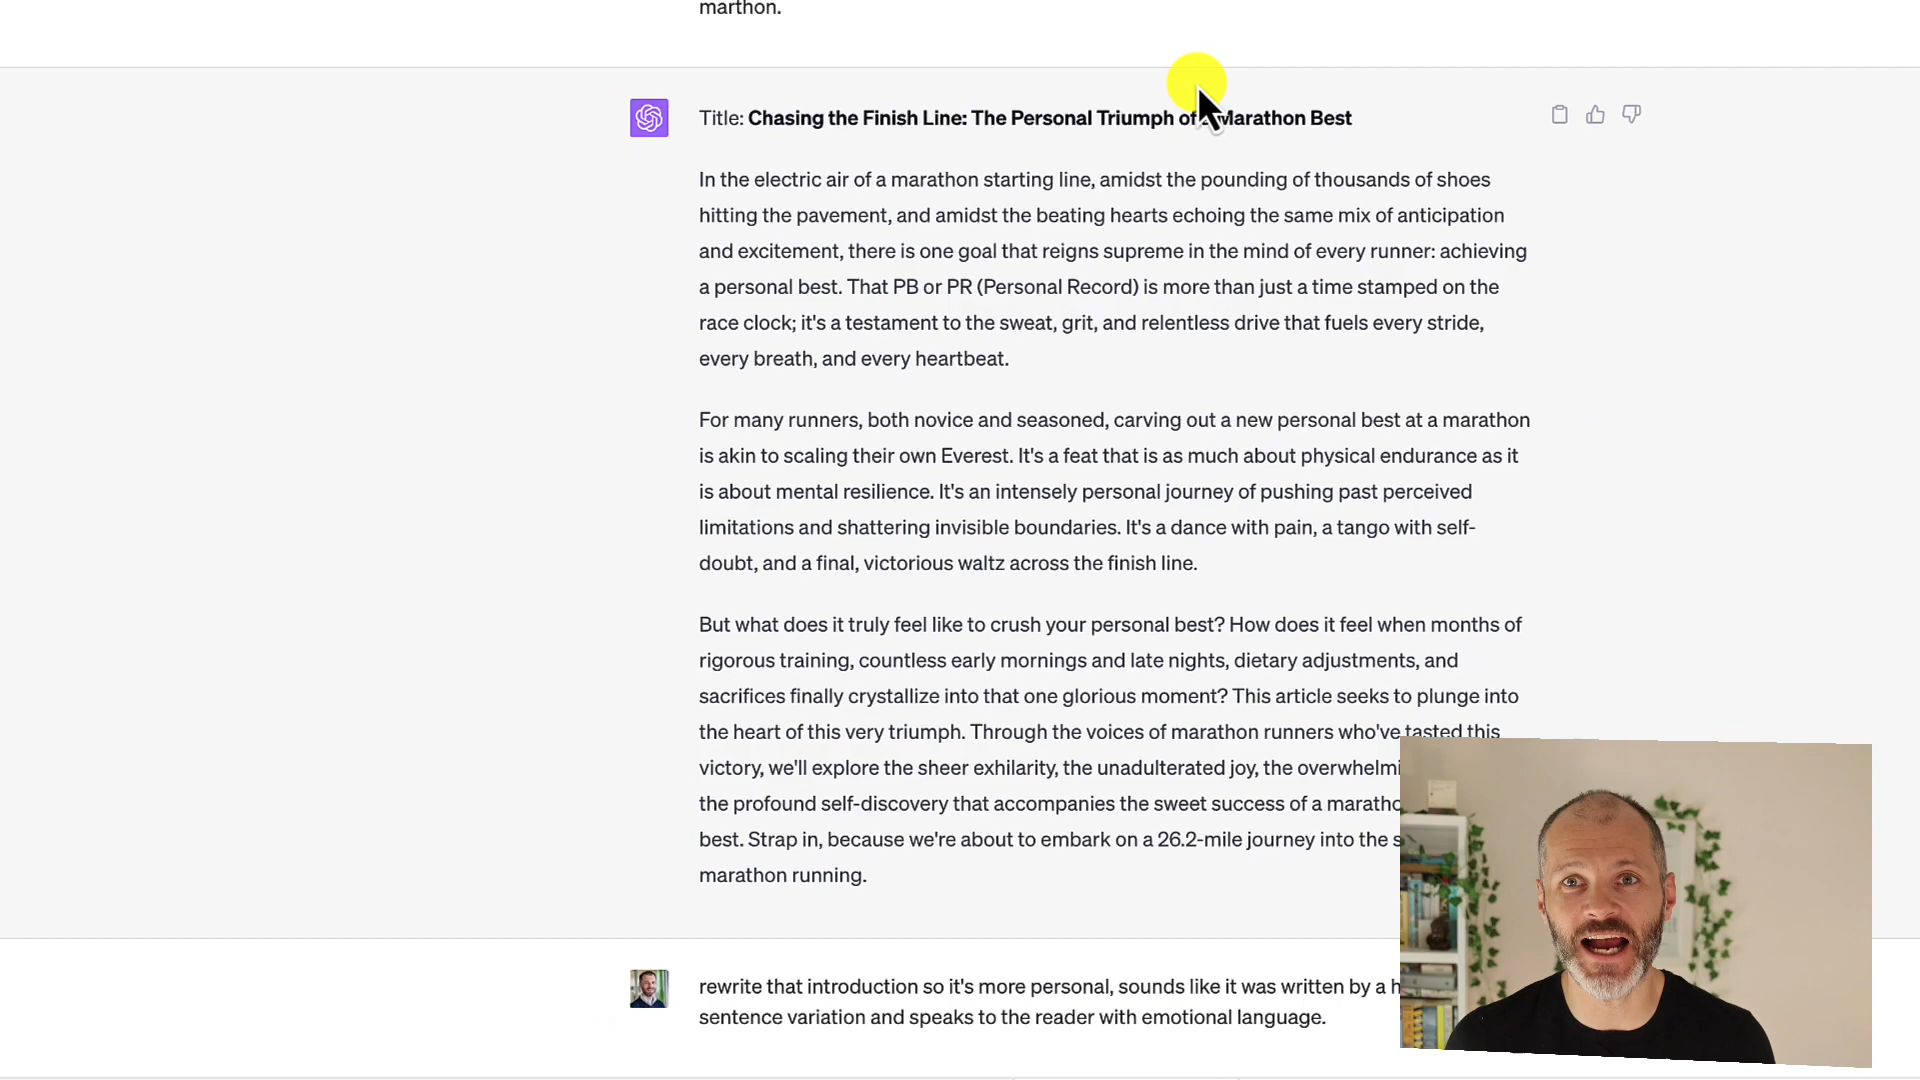 marthon.
Title: Chasing the Finish Line: The Personal Triumph of Marathon Best
In the electric air of a marathon starting line, amidst the pounding of thousands of shoes
hitting the pavement, and amidst the beating hearts echoing the same mix of anticipation
and excitement, there is one goal that reigns supreme in the mind of every runner: achieving
a personal best. That PB or PR (Personal Record) is more than just a time stamped on the
race clock; it's a testament to the sweat, grit, and relentless drive that fuels every stride,
every breath, and every heartbeat.
For many runners, both novice and seasoned, carving out a new personal best at a marathon
is akin to scaling their own Everest. It's a feat that is as much about physical endurance as it
is about mental resilience. It's an intensely personal journey of pushing past perceived
limitations and shattering invisible boundaries. It's a dance with pain, a tango with self-
doubt, and a final, victorious waltz across the finish line.
But what does it truly feel like to crush your personal best? How does it feel when months of
rigorous training, countless early mornings and late nights, dietary adjustments, and
sacrifices finally crystallize into that one glorious moment? This article seeks to plunge into
the heart of this very triumph. Through the voices of marathon runners who've tasted this
victory, we'll explore the sheer exhilarity, the unadulterated joy, the
the profound self-discovery that accompanies the sweet success of a
best. Strap in, because we're about to embark on a 26.2-mile journey into the
marathon running.
rewrite that introduction so it's more personal, sounds like it was written by a
sentence variation and speaks to the reader with emotional language.